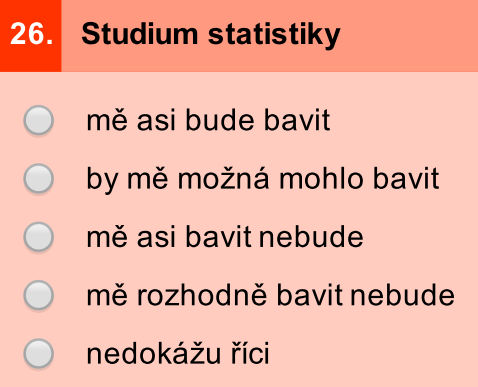 26. Studium statistiky
mě asi bude bavit
by mě možná mohlo bavit
mě asi bavit nebude
mě rozhodně bavit nebude
nedokážu říci